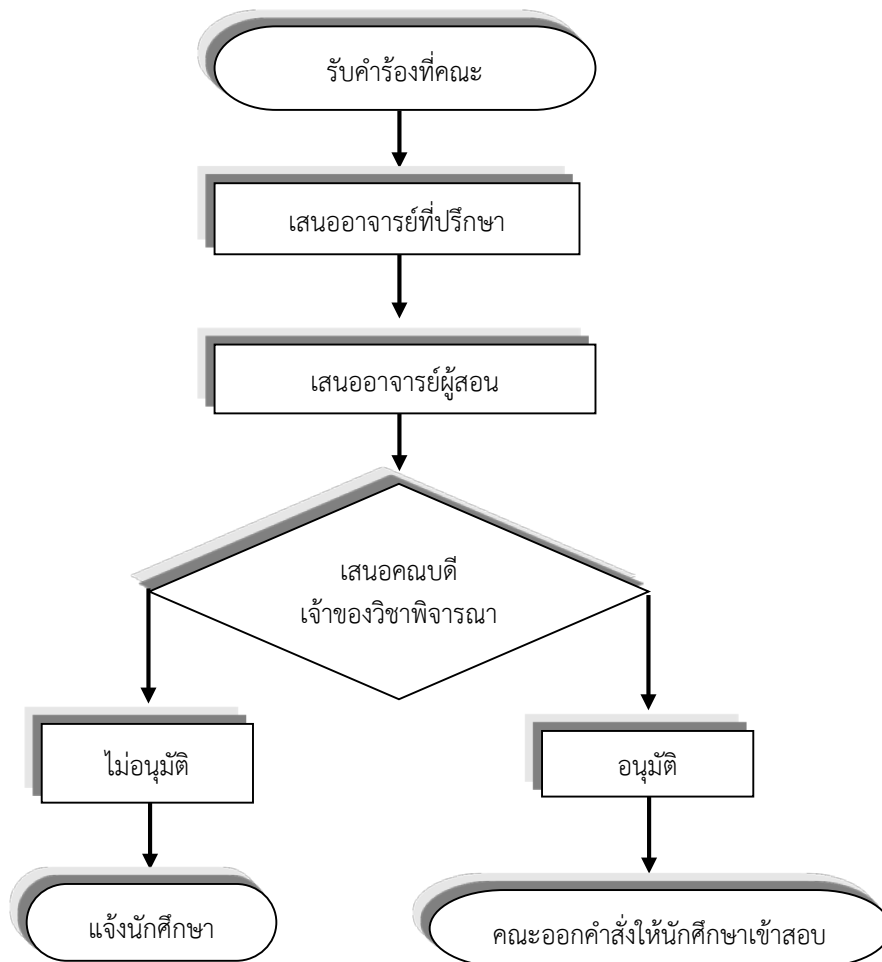 รับคำร้องที่คณะ
เสนออาจารย์ที่ปรึกษา
เสนออาจารย์ผู้สอน
เสนอคณบดี
เจ้าของวิชาพิจารณา
ไม่อนุมัติ
อนุมัติ
แจ้งนักศึกษา
คณะออกคำสั่งให้นักศึกษาเข้าสอบ